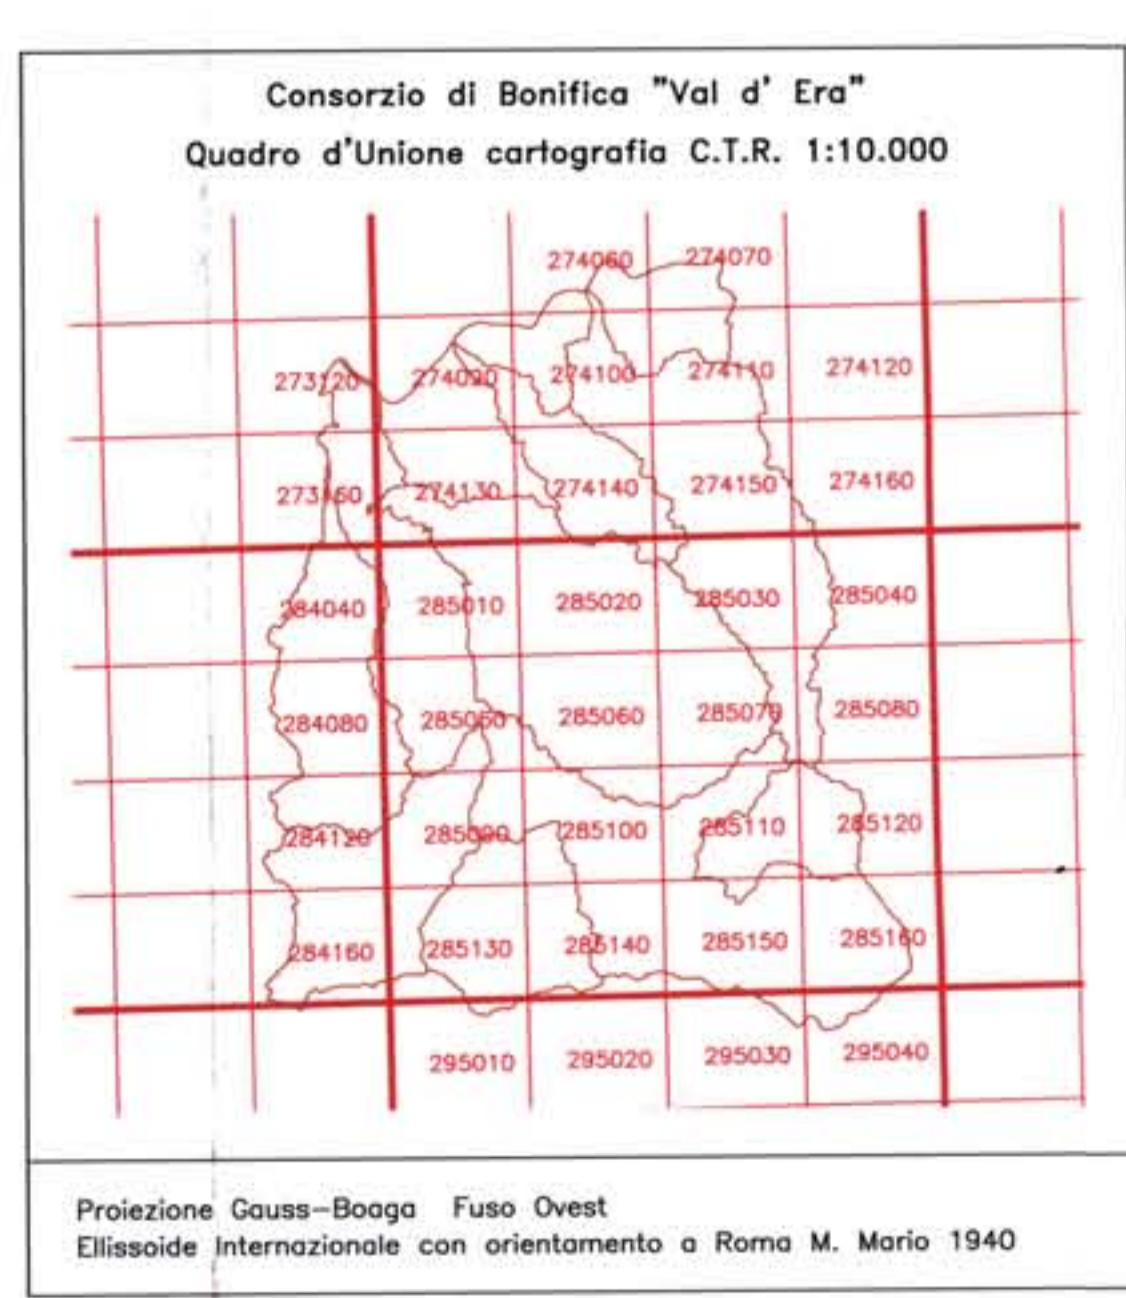 Consorzio di Bonifica "Val d' Era"
Quadro d'Unione cartografia C.T.R. 1:10.000
274060 274070
273120 274090 274100 274110 274120
273160 274130 274140 274150 274160
284040 285010 285020 285030 285040
284080 285050 285060 285070 285080
284120 285090 285100 285110 285120
284160 285130 285140 285150 285160
295010 295020 295030 295040
Proiezione Gauss-Boaga Fuso Ovest
Ellissoide Internazionale con orientamento a Roma M. Mario 1940